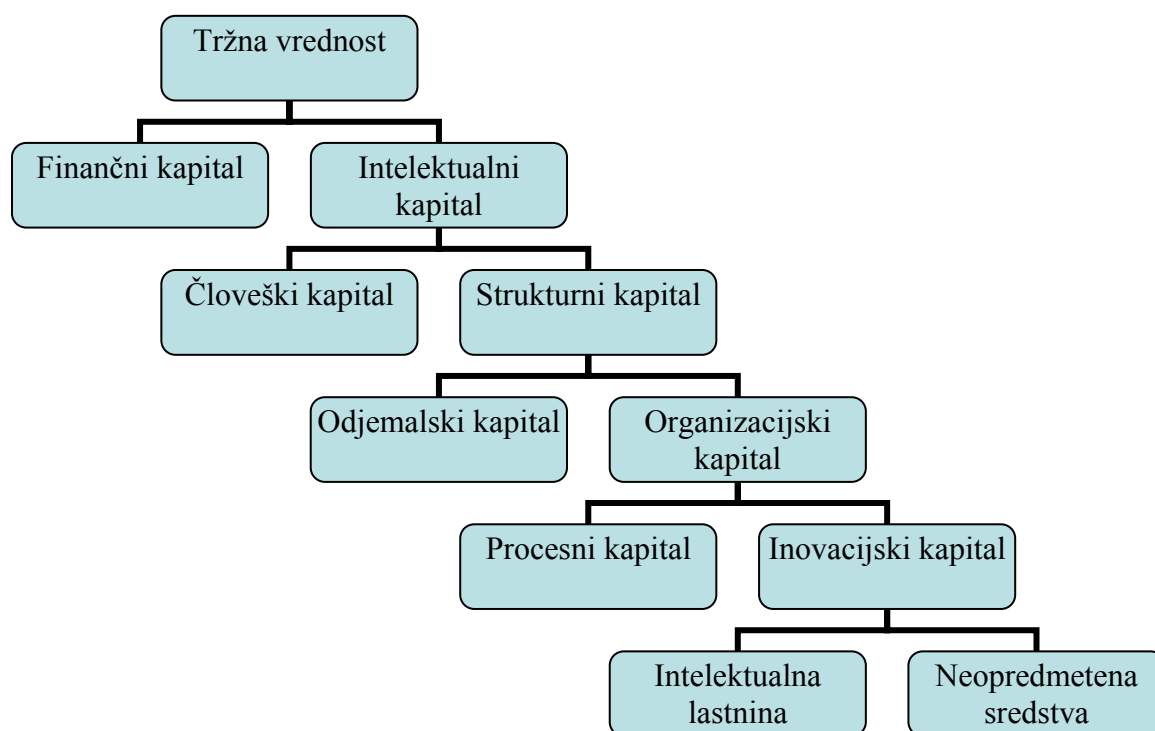 Tržna vrednost
Finančni kapital
Intelektualni
kapital
Človeški kapital
Strukturni kapital
Odjemalski kapital
Organizacijski
kapital
Procesni kapital
Inovacijski kapital
Intelektualna
lastnina
Neopredmetena
sredstva